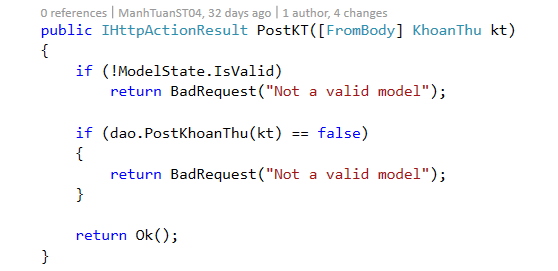 0 references | ManhTuanST04, 32 days ago | 1 author, 4 changes
public IHttpActionResult PostKT([FromBody] KhoanThu kt)
{
    if (!ModelState.IsValid)
        return BadRequest("Not a valid model");

    if (dao.PostKhoanThu(kt) == false)
    {
        return BadRequest("Not a valid model");
    }

    return Ok();
}